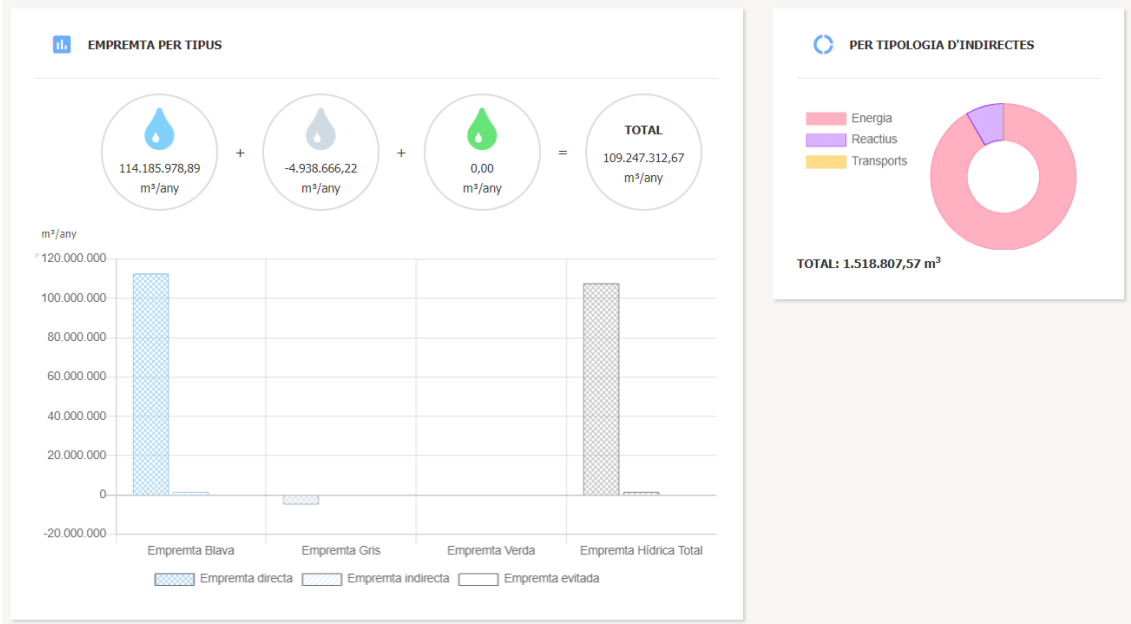 EMPREMTA PER TIPUS
114.185.978,89
m³/any
+
-4.938.666,22
m³/any
+
0,00
m³/any
=
TOTAL
109.247.312,67
m³/any
m³/any
120.000.000
100.000.000
80.000.000
60.000.000
40.000.000
20.000.000
0
-20.000.000
Empremta Blava
Empremta Gris
Empremta Verda
Empremta Hídrica Total
Empremta directa
Empremta indirecta
Empremta evitada
PER TIPOLOGIA D'INDIRECTES
Energia
Reactius
Transports
TOTAL: 1.518.807,57 m³